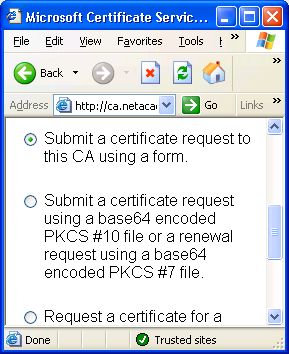 Microsoft Certificate Servic...
File Edit View Favorites Tools
Back
Address http://ca.netaca Go Links
Submit a certificate request to
this CA using a form.
Submit a certificate request
using a base64 encoded
PKCS #10 file or a renewal
request using a base64
encoded PKCS #7 file.
Request a certificate for a
Done Trusted sites